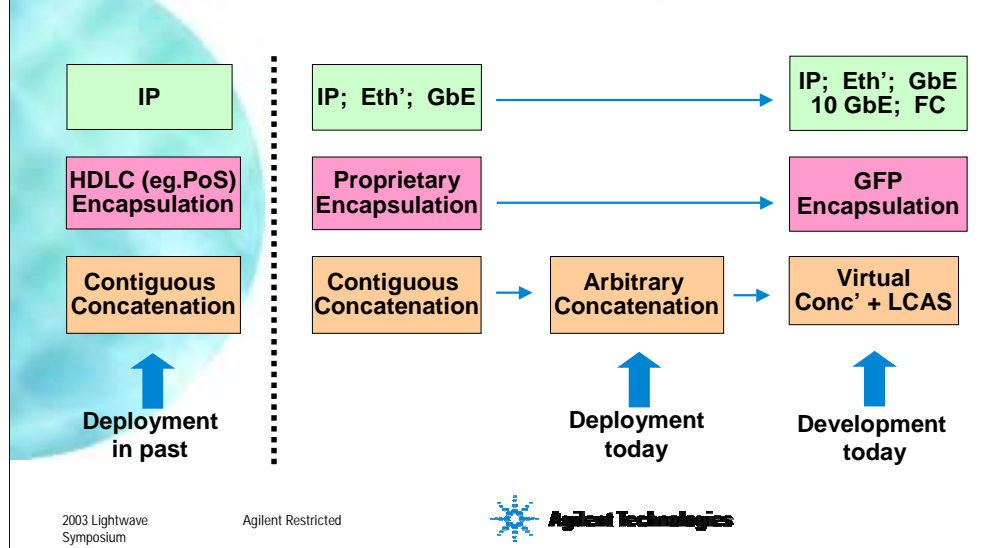 IP
IP; Eth’; GbE
IP; Eth’; GbE
10 GbE; FC
HDLC (eg.PoS)
Encapsulation
Proprietary
Encapsulation
GFP
Encapsulation
Contiguous
Concatenation
Contiguous
Concatenation
Arbitrary
Concatenation
Virtual
Conc’ + LCAS
Deployment
in past
Deployment
today
Development
today
2003 Lightwave
Symposium
Agilent Restricted
Agilent Technologies